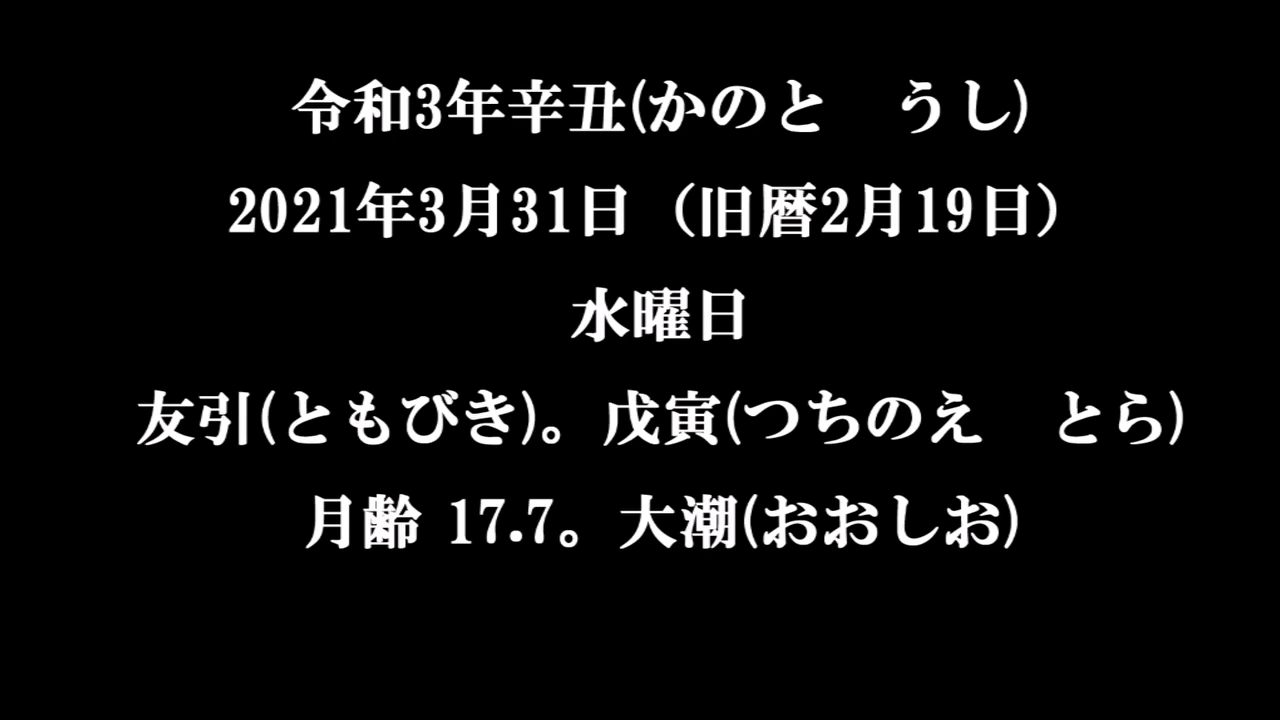 令和3年辛丑(かのと　うし)
2021年3月31日（旧暦2月19日）
水曜日
友引(ともびき)。戊寅(つちのえ　とら)
月齢 17.7。大潮(おおしお)